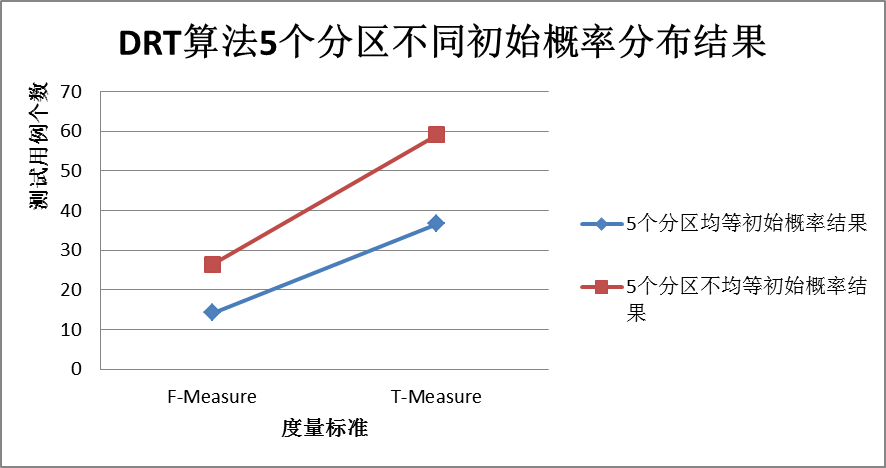 DRT算法5个分区不同初始概率分布结果
测试用例个数
70
60
50
40
30
20
10
0
F-Measure
T-Measure
度量标准
5个分区均等初始概率结果
5个分区不均等初始概率结
果